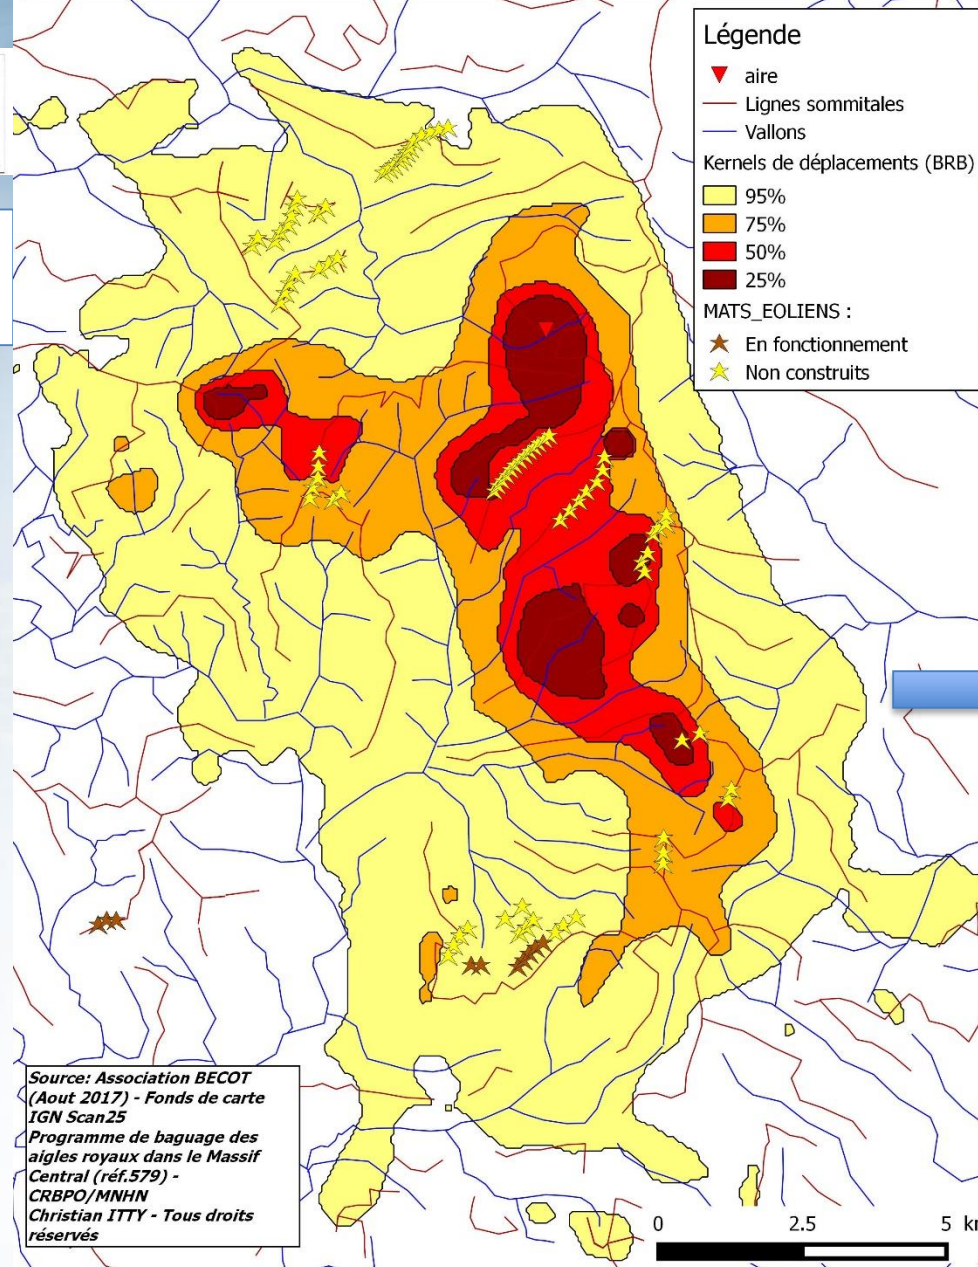 Légende
aire
Lignes sommitales
Vallons
Kernels de déplacements (BRB)
95%
75%
50%
25%
MATS_EOLIENS :
En fonctionnement
Non construits
Source: Association BECOT
(Aout 2017) - Fonds de carte
IGN Scan25
Programme de baguage des
aigles royaux dans le Massif
Central (réf.579) -
CRBPO/MNHN
Christian ITTY - Tous droits
réservés
0 2.5 5 km